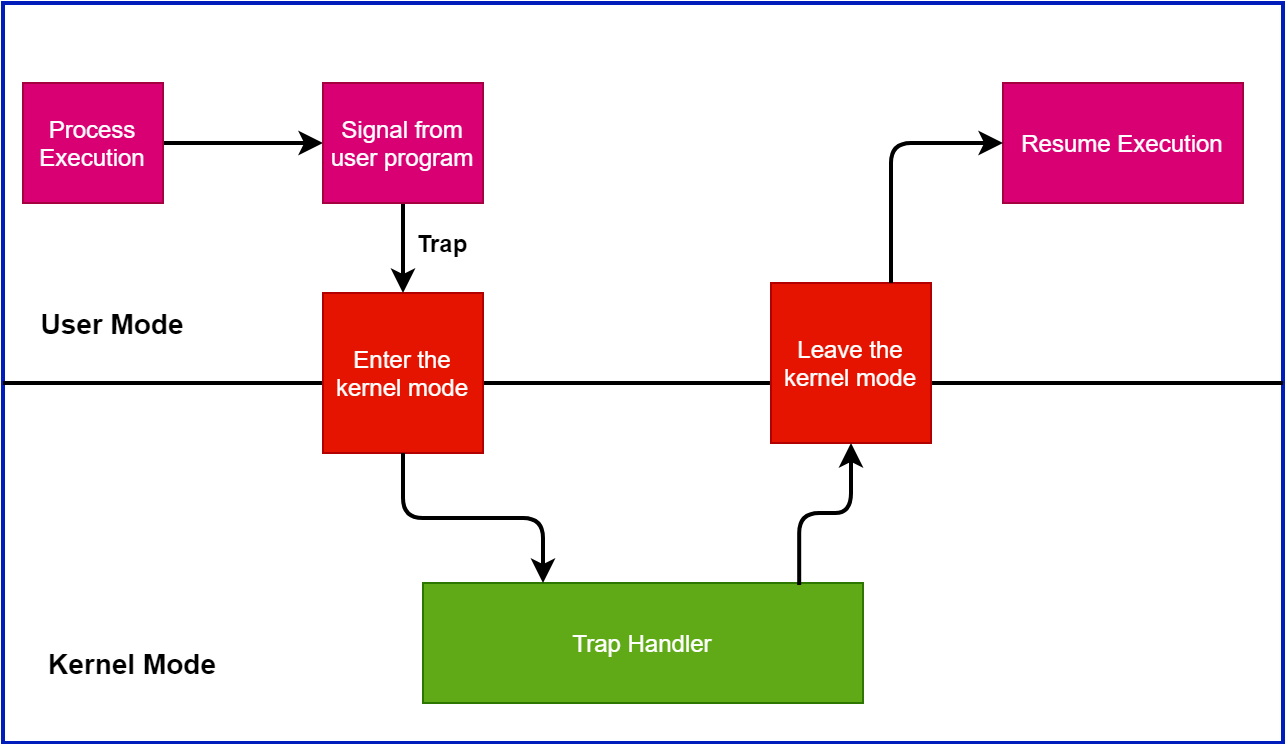 Process
Execution
Signal from
user program
Resume Execution
Trap
User Mode
Enter the
kernel mode
Leave the
kernel mode
Trap Handler
Kernel Mode